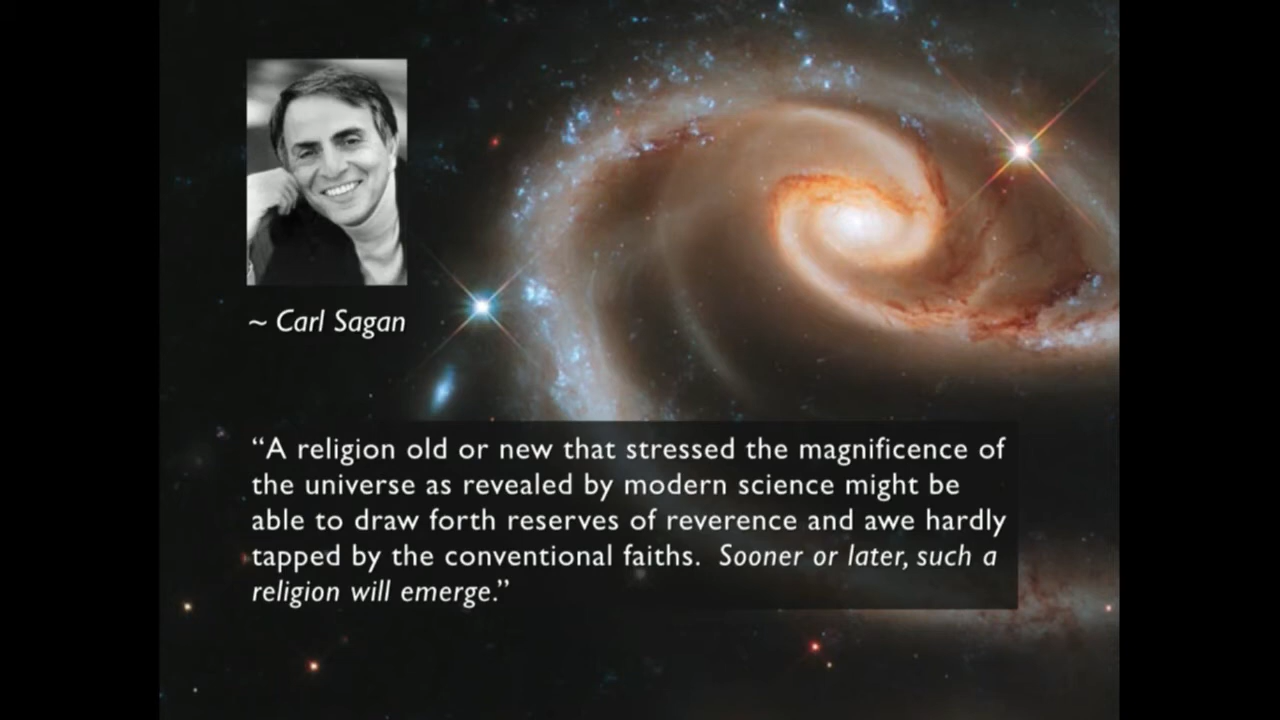 ~ Carl Sagan
“A religion old or new that stressed the magnificence of
the universe as revealed by modern science might be
able to draw forth reserves of reverence and awe hardly
tapped by the conventional faiths.  Sooner or later, such a
religion will emerge.”